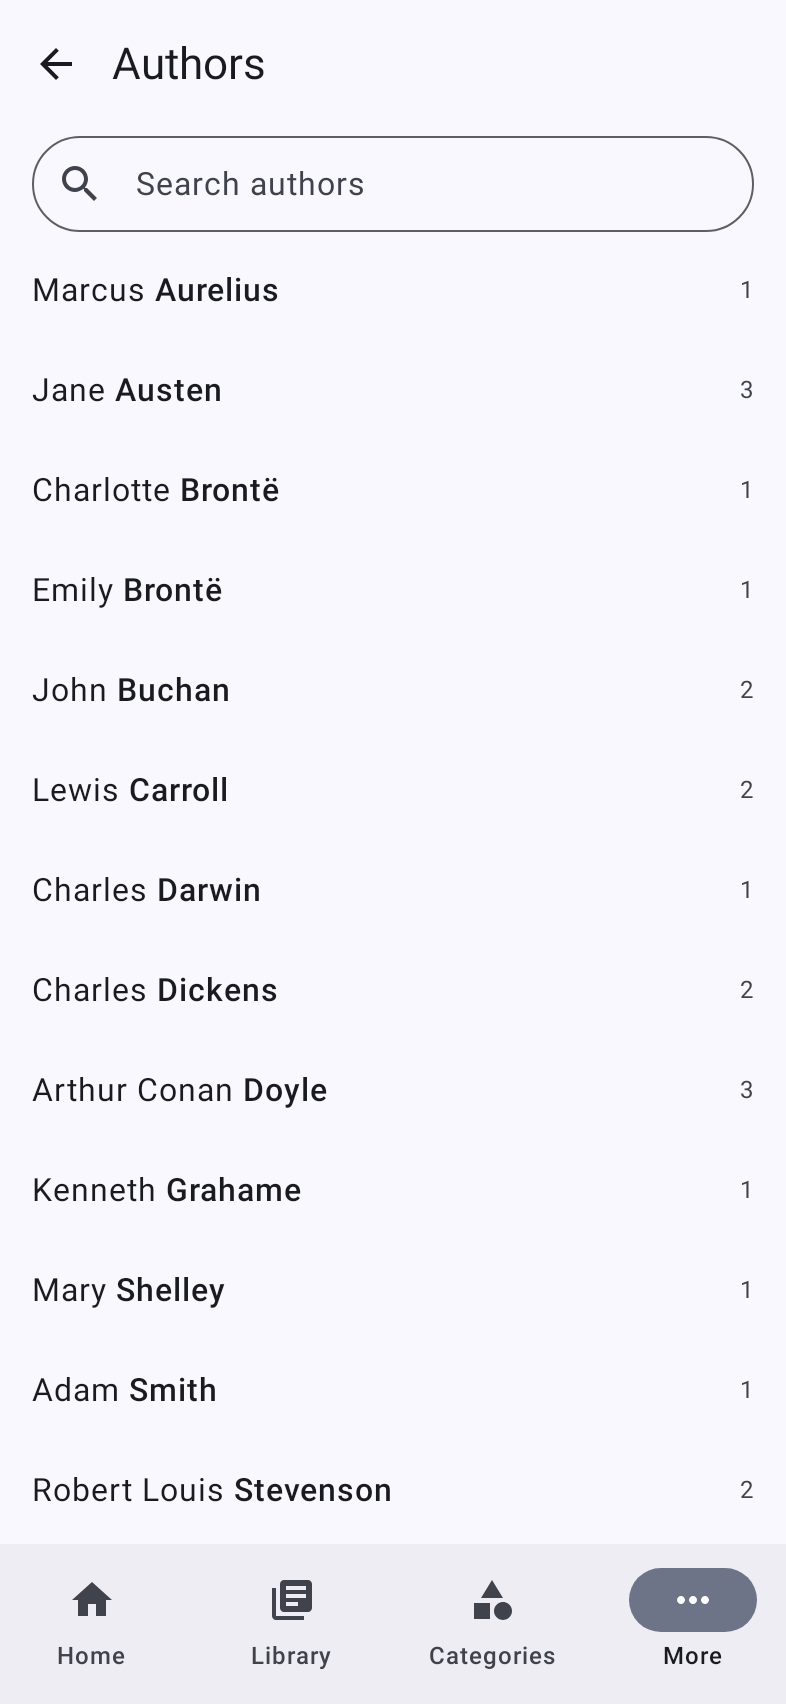 Authors
Search authors
Marcus Aurelius 1
Jane Austen 3
Charlotte Brontë 1
Emily Brontë 1
John Buchan 2
Lewis Carroll 2
Charles Darwin 1
Charles Dickens 2
Arthur Conan Doyle 3
Kenneth Grahame 1
Mary Shelley 1
Adam Smith 1
Robert Louis Stevenson 2
Home Library Categories More